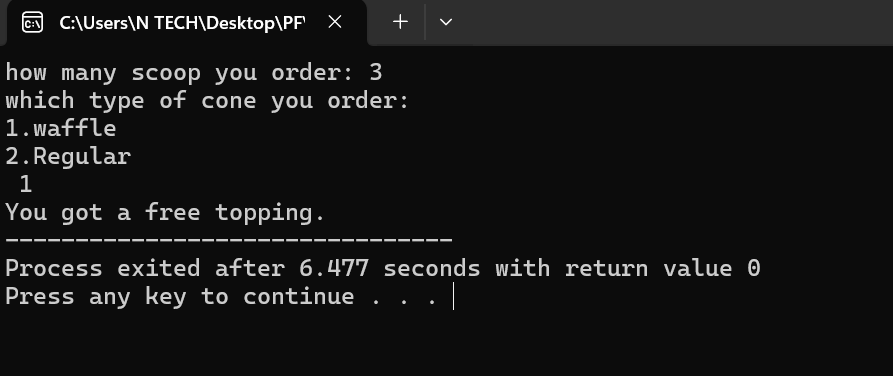 C:\Users\N TECH\Desktop\PF\
how many scoop you order: 3
which type of cone you order:
1.waffle
2.Regular
 1
You got a free topping.
--------------------------------
Process exited after 6.477 seconds with return value 0
Press any key to continue . . .